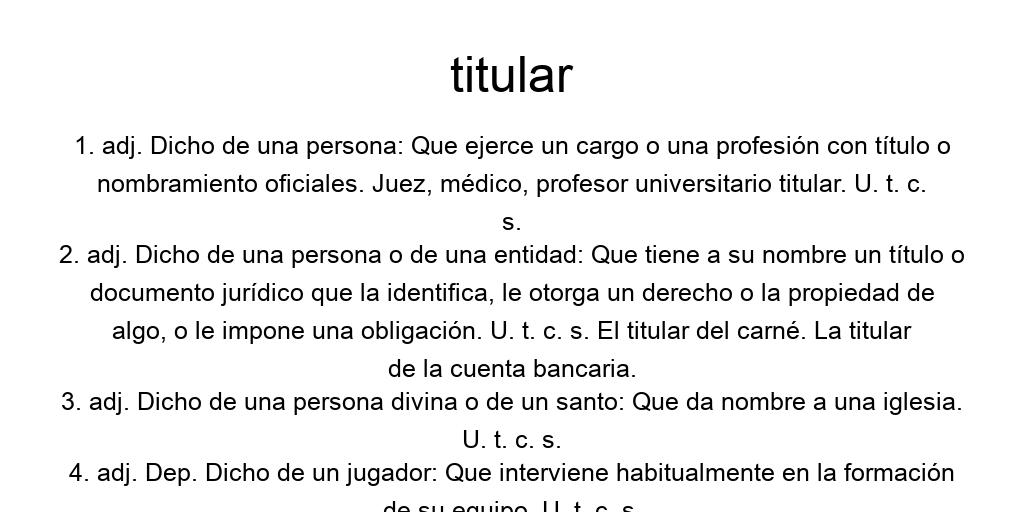 titular
1. adj. Dicho de una persona: Que ejerce un cargo o una profesión con título o
nombramiento oficiales. Juez, médico, profesor universitario titular. U. t. c.
s.
2. adj. Dicho de una persona o de una entidad: Que tiene a su nombre un título o
documento jurídico que la identifica, le otorga un derecho o la propiedad de
algo, o le impone una obligación. U. t. c. s. El titular del carné. La titular
de la cuenta bancaria.
3. adj. Dicho de una persona divina o de un santo: Que da nombre a una iglesia.
U. t. c. s.
4. adj. Dep. Dicho de un jugador: Que interviene habitualmente en la formación
de su equipo. U. t. c. s.